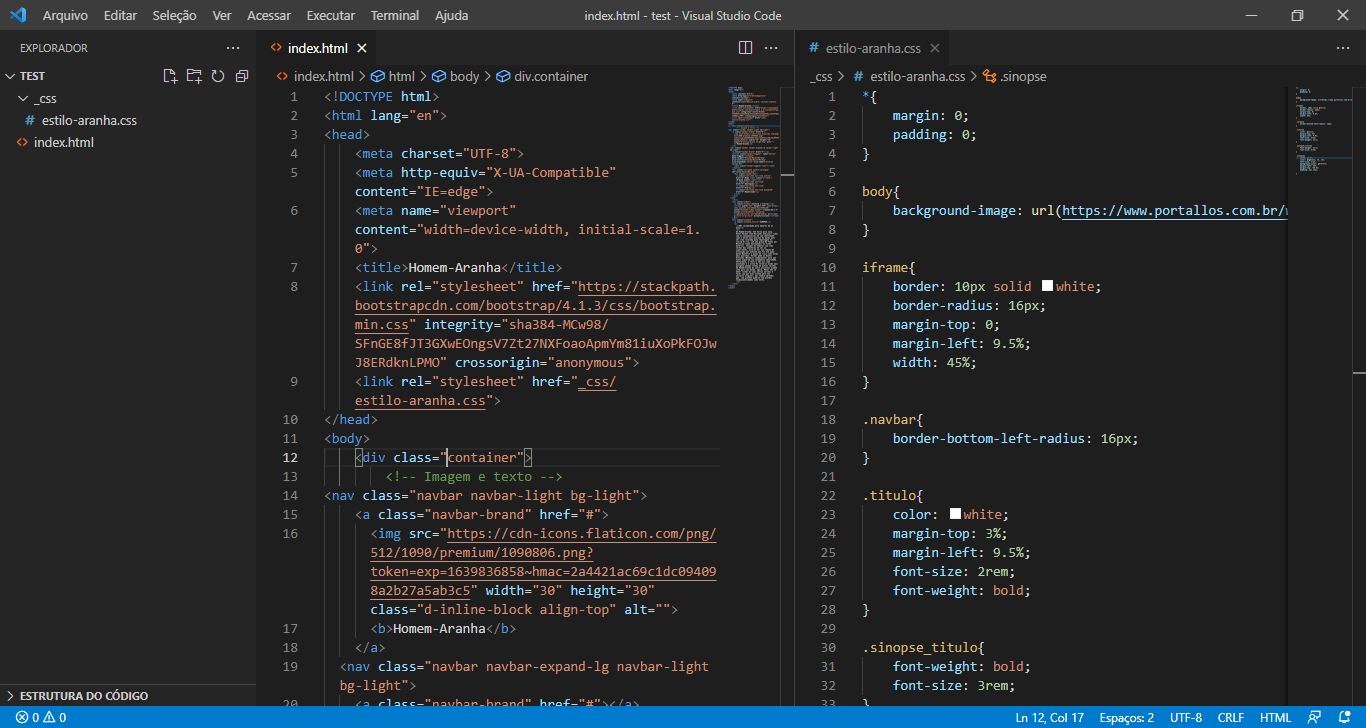 Arquivo Editar Seleção Ver Acessar Executar Terminal Ajuda index.html - test - Visual Studio Code
EXPLORADOR
TEST
_css
# estilo-aranha.css
<> index.html
ESTRUTURA DO CÓDIGO
<> index.html
<> index.html > html > body > div.container
1 <!DOCTYPE html>
2 <html lang="en">
3 <head>
4 <meta charset="UTF-8">
5 <meta http-equiv="X-UA-Compatible"
content="IE=edge">
6 <meta name="viewport"
content="width=device-width, initial-scale=1.
0">
7 <title>Homem-Aranha</title>
8 <link rel="stylesheet" href="https://stackpath.
bootstrapcdn.com/bootstrap/4.1.3/css/bootstrap.
min.css" integrity="sha384-MCw98/
SFnGE8fJT3GXwEOngsV7Zt27NXFoaoApmYm81iuXoPkFOJw
J8ERdknLPMO" crossorigin="anonymous">
9 <link rel="stylesheet" href="_css/
estilo-aranha.css">
10 </head>
11 <body>
12 <div class="container">
13 <!-- Imagem e texto -->
14 <nav class="navbar navbar-light bg-light">
15 <a class="navbar-brand" href="#">
16 <img src="https://cdn-icons.flaticon.com/png/
512/1090/premium/1090806.png?
token=exp=1639836858~hmac=2a4421ac69c1dc09409
8a2b27a5ab3c5" width="30" height="30"
class="d-inline-block align-top" alt="">
17 <b>Homem-Aranha</b>
18 </a>
19 <nav class="navbar navbar-expand-lg navbar-light
bg-light">
20 <a class="navbar-brand" href="#"></a>
# estilo-aranha.css
_css > # estilo-aranha.css > .sinopse
1 *{
2 margin: 0;
3 padding: 0;
4 }
5
6 body{
7 background-image: url(https://www.portallos.com.br/
8 }
9
10 iframe{
11 border: 10px solid white;
12 border-radius: 16px;
13 margin-top: 0;
14 margin-left: 9.5%;
15 width: 45%;
16 }
17
18 .navbar{
19 border-bottom-left-radius: 16px;
20 }
21
22 .titulo{
23 color: white;
24 margin-top: 3%;
25 margin-left: 9.5%;
26 font-size: 2rem;
27 font-weight: bold;
28 }
29
30 .sinopse_titulo{
31 font-weight: bold;
32 font-size: 3rem;
33 }
0 0 Ln 12, Col 17 Espaços: 2 UTF-8 CRLF HTML